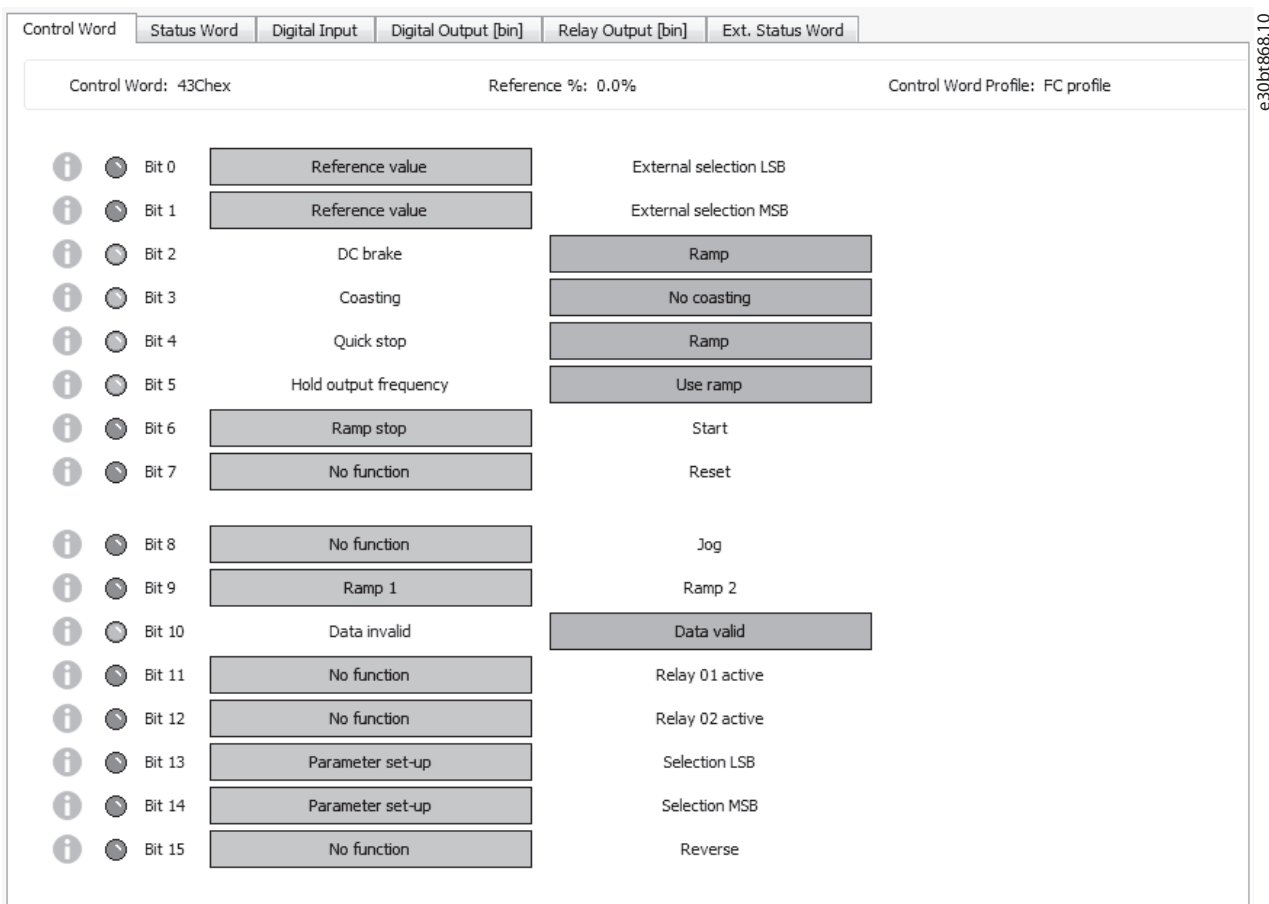 Control Word Status Word Digital Input Digital Output [bin] Relay Output [bin] Ext. Status Word
Control Word: 43Chex Reference %: 0.0% Control Word Profile: FC profile
Bit 0 Reference value External selection LSB
Bit 1 Reference value External selection MSB
Bit 2 DC brake Ramp
Bit 3 Coasting No coasting
Bit 4 Quick stop Ramp
Bit 5 Hold output frequency Use ramp
Bit 6 Ramp stop Start
Bit 7 No function Reset
Bit 8 No function Jog
Bit 9 Ramp 1 Ramp 2
Bit 10 Data invalid Data valid
Bit 11 No function Relay 01 active
Bit 12 No function Relay 02 active
Bit 13 Parameter set-up Selection LSB
Bit 14 Parameter set-up Selection MSB
Bit 15 No function Reverse
e30bt868.10